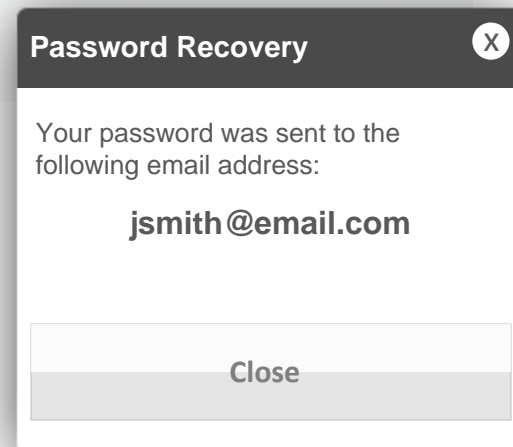 Password Recovery
X
Your password was sent to the
following email address:
jsmith@email.com
Close